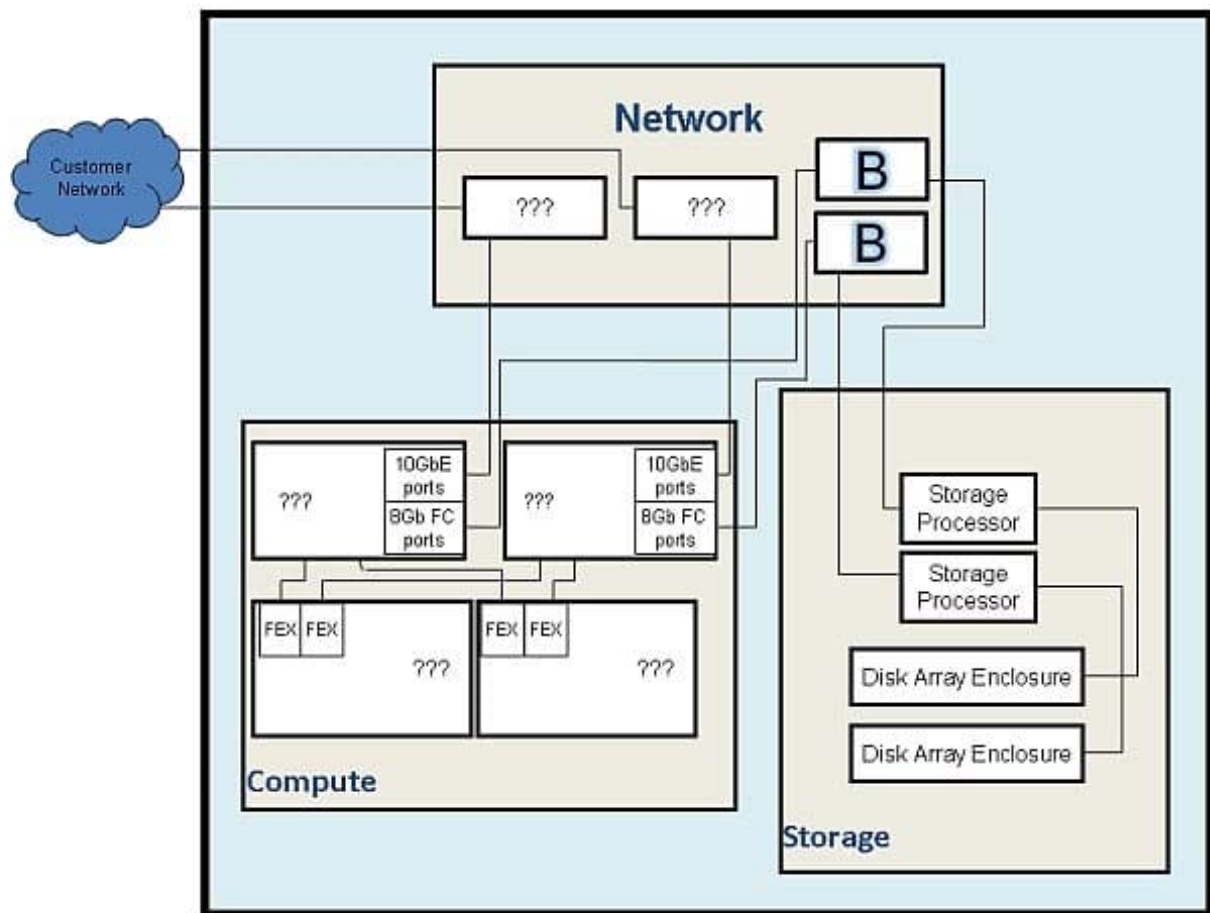 Network
Customer
Network
B
???
???
B
10GbE
ports
8Gb FC
ports
???
10GbE
ports
8Gb FC
ports
???
FEX
FEX
???
FEX
FEX
???
Compute
Storage
Processor
Storage
Processor
Disk Array Enclosure
Disk Array Enclosure
Storage